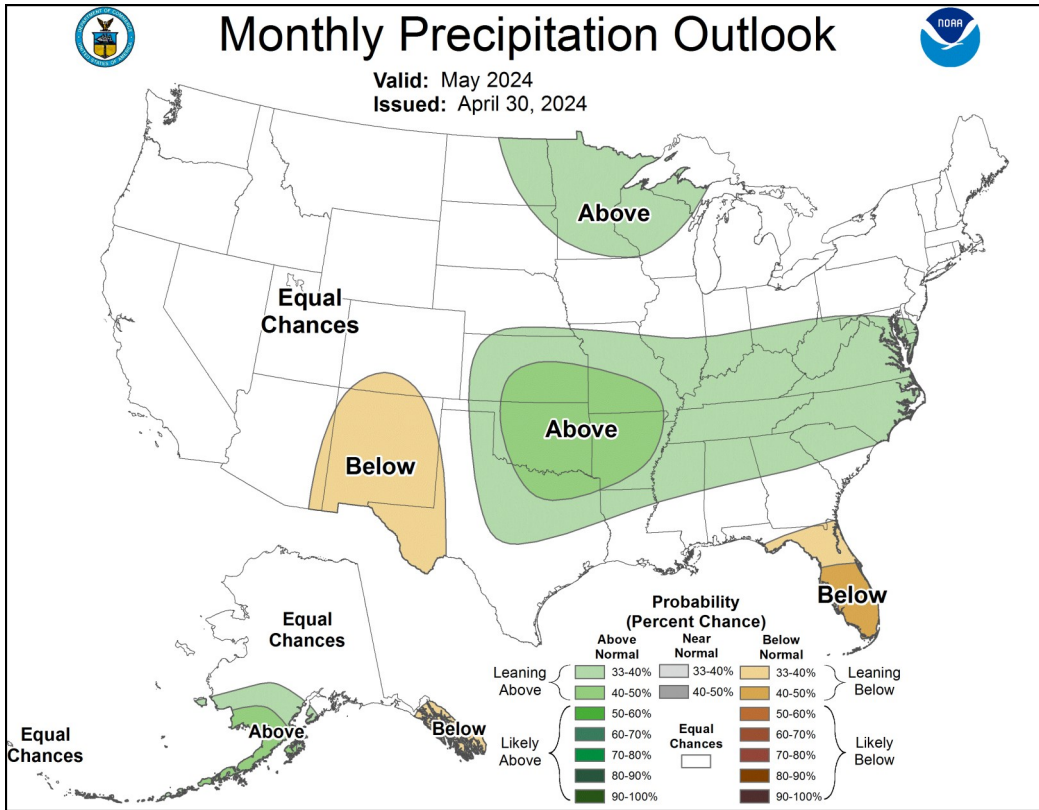 Monthly Precipitation Outlook
NOAA
Valid: May 2024
Issued: April 30, 2024
Above
Equal
Chances
Above
Below
Below
Equal
Chances
Above
Below
Equal
Chances
Probability
(Percent Chance)
Above
Normal
Near
Normal
Below
Normal
Leaning
Above
33-40%
40-50%
33-40%
40-50%
33-40%
40-50%
Leaning
Below
Likely
Above
50-60%
60-70%
70-80%
80-90%
90-100%
Equal
Chances
50-60%
60-70%
70-80%
80-90%
90-100%
Likely
Below